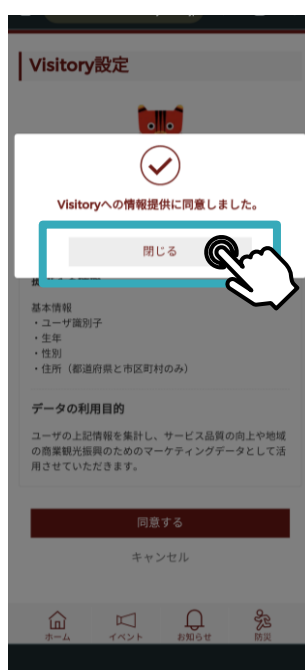 Visitory設定
Visitoryへの情報提供に同意しました。
閉じる
基本情報
・ユーザ識別子
・生年
・性別
・住所（都道府県と市区町村のみ）
データの利用目的
ユーザの上記情報を集計し、サービス品質の向上や地域
の商業観光振興のためのマーケティングデータとして活
用させていただきます。
同意する
キャンセル
ホーム
イベント
お知らせ
防災